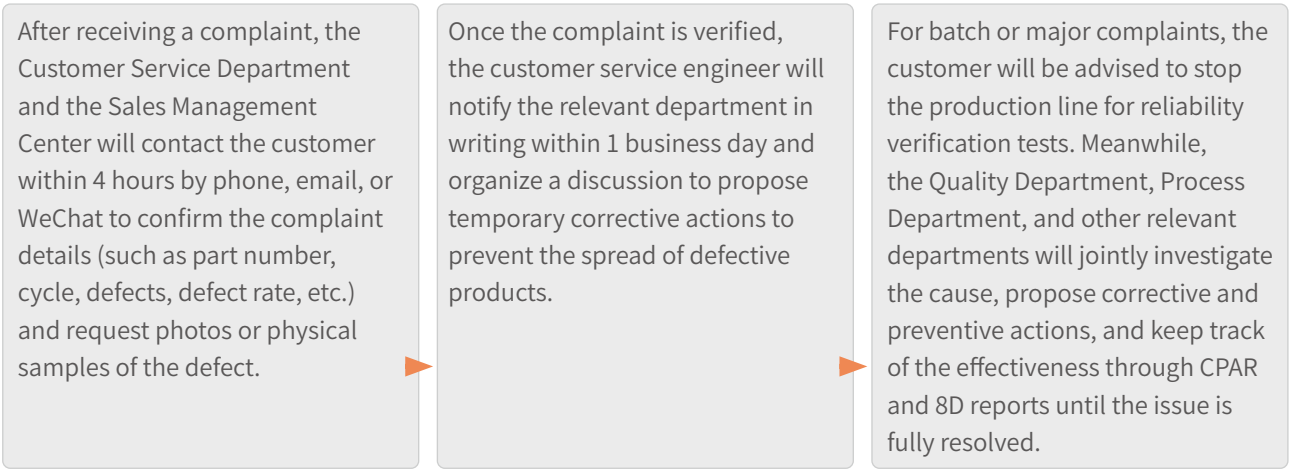 After receiving a complaint, the
Customer Service Department
and the Sales Management
Center will contact the customer
within 4 hours by phone, email, or
WeChat to confirm the complaint
details (such as part number,
cycle, defects, defect rate, etc.)
and request photos or physical
samples of the defect.
Once the complaint is verified,
the customer service engineer will
notify the relevant department in
writing within 1 business day and
organize a discussion to propose
temporary corrective actions to
prevent the spread of defective
products.
For batch or major complaints, the
customer will be advised to stop
the production line for reliability
verification tests. Meanwhile,
the Quality Department, Process
Department, and other relevant
departments will jointly investigate
the cause, propose corrective and
preventive actions, and keep track
of the effectiveness through CPAR
and 8D reports until the issue is
fully resolved.